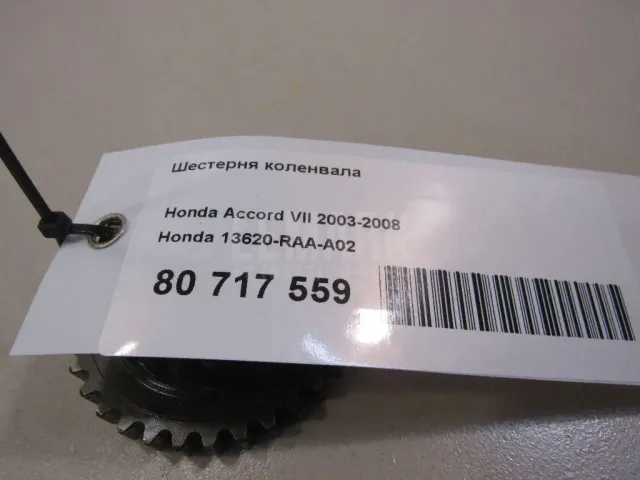 Шестерня коленвала
Honda Accord VII 2003-2008
Honda 13620-RAA-A02
80 717 559